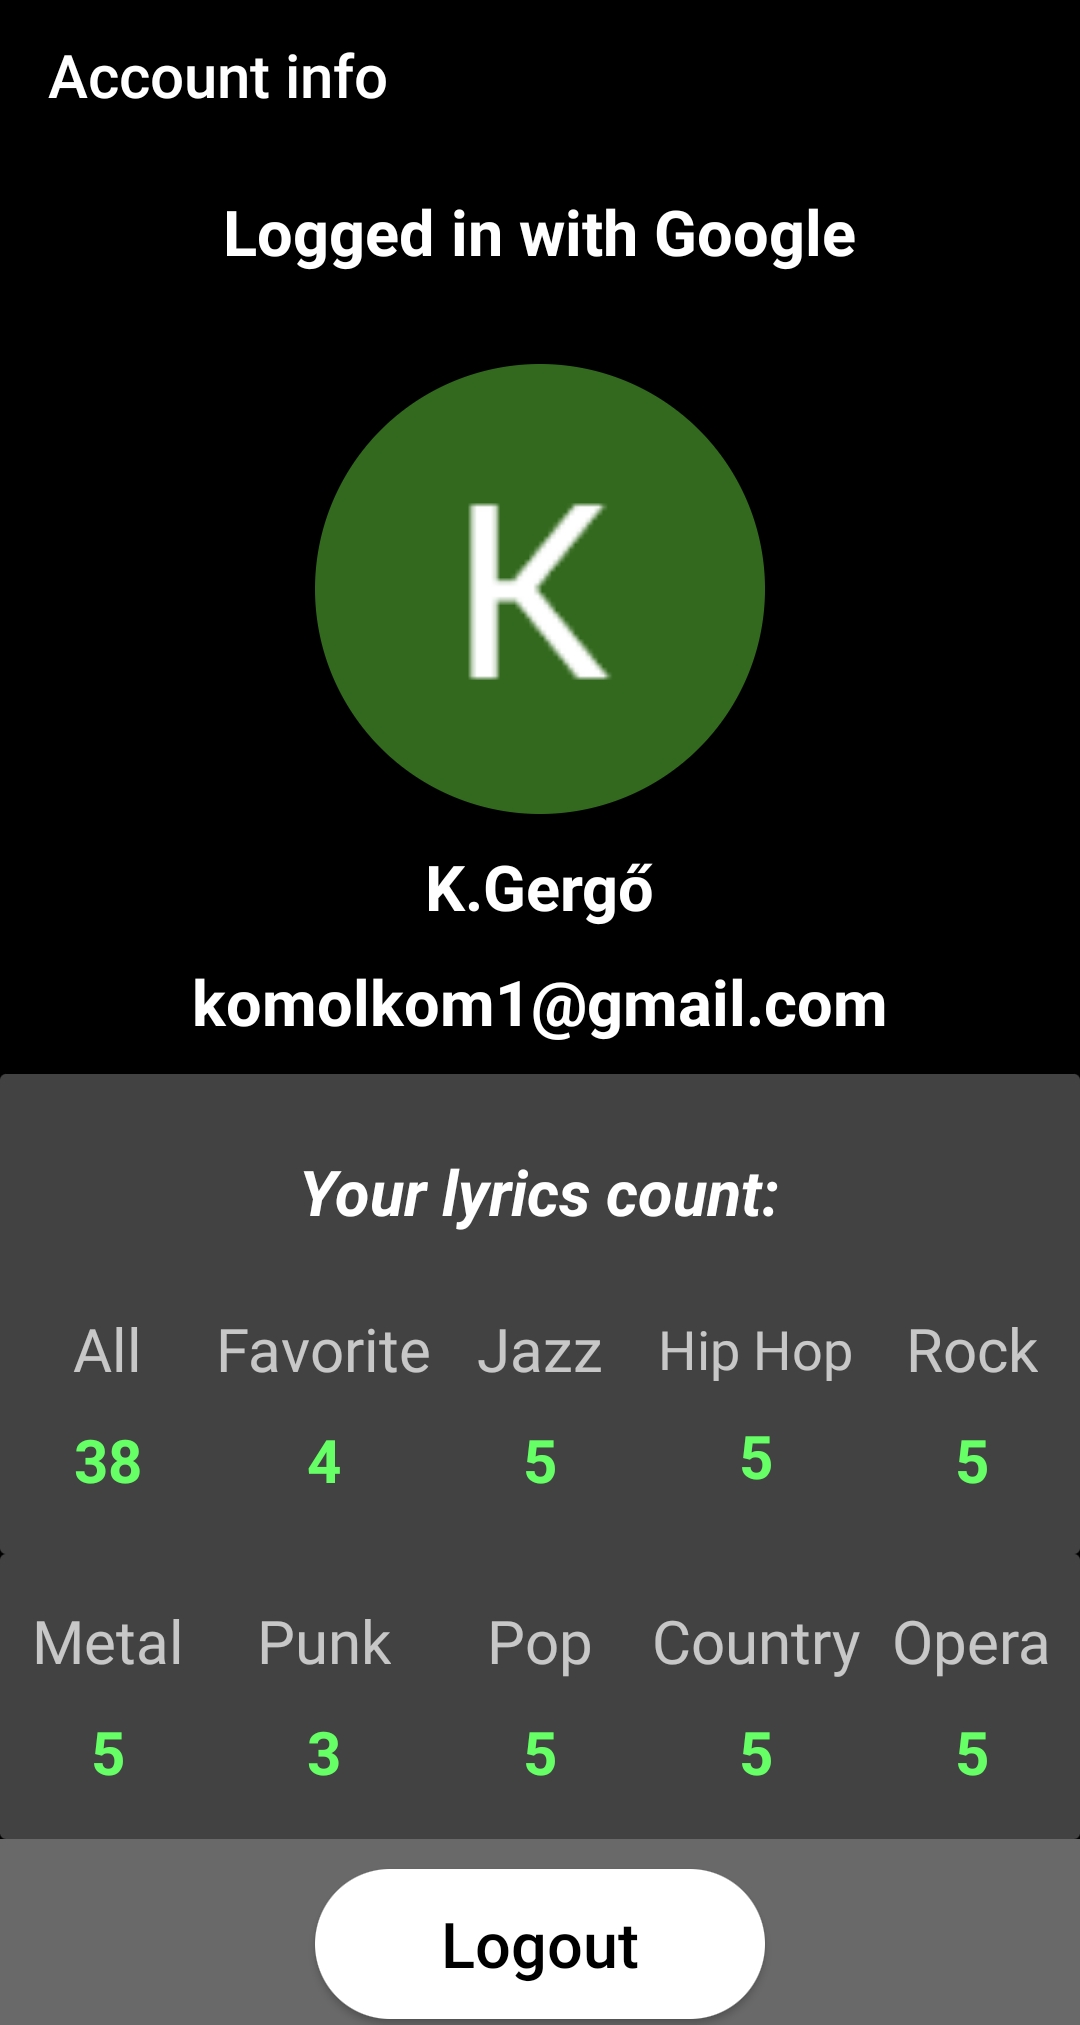 Account info
Logged in with Google
K
K.Gergő
komolkom1@gmail.com
Your lyrics count:
All Favorite Jazz Hip Hop Rock
38 4 5 5 5
Metal Punk Pop Country Opera
5 3 5 5 5
Logout